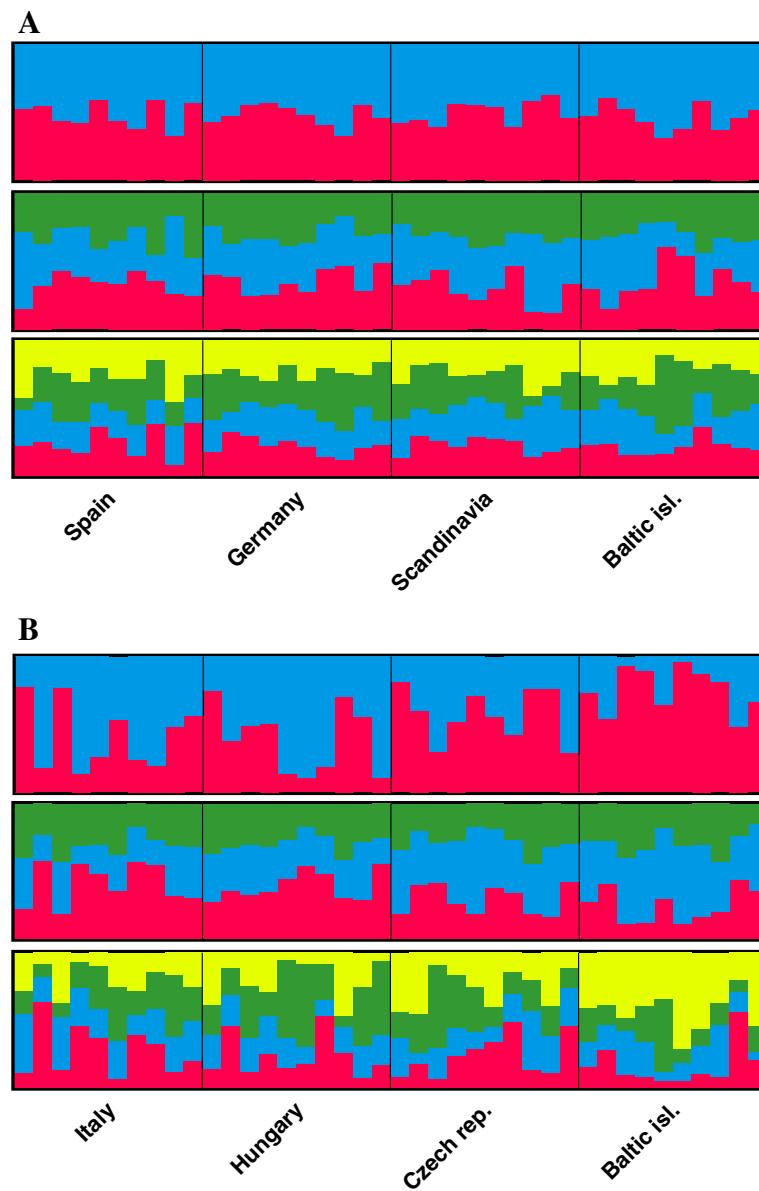 A
Spain
Germany
Scandinavia
Baltic isl.
B
Italy
Hungary
Czech rep.
Baltic isl.